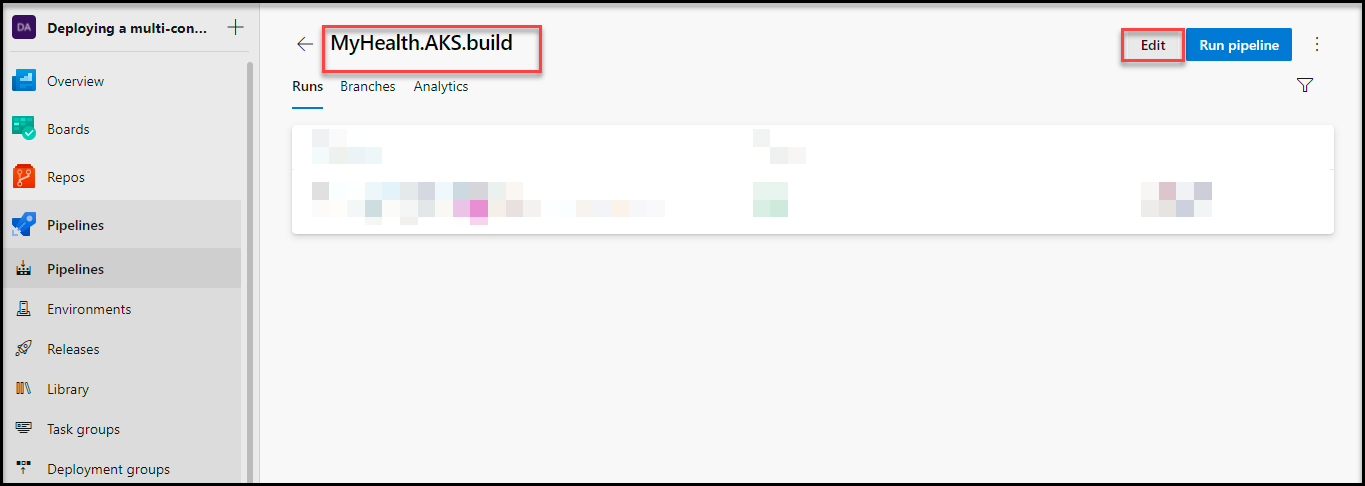 DA
Deploying a multi-con...
Overview
Boards
Repos
Pipelines
Pipelines
Environments
Releases
Library
Task groups
Deployment groups
MyHealth.AKS.build
Edit
Run pipeline
Runs
Branches
Analytics